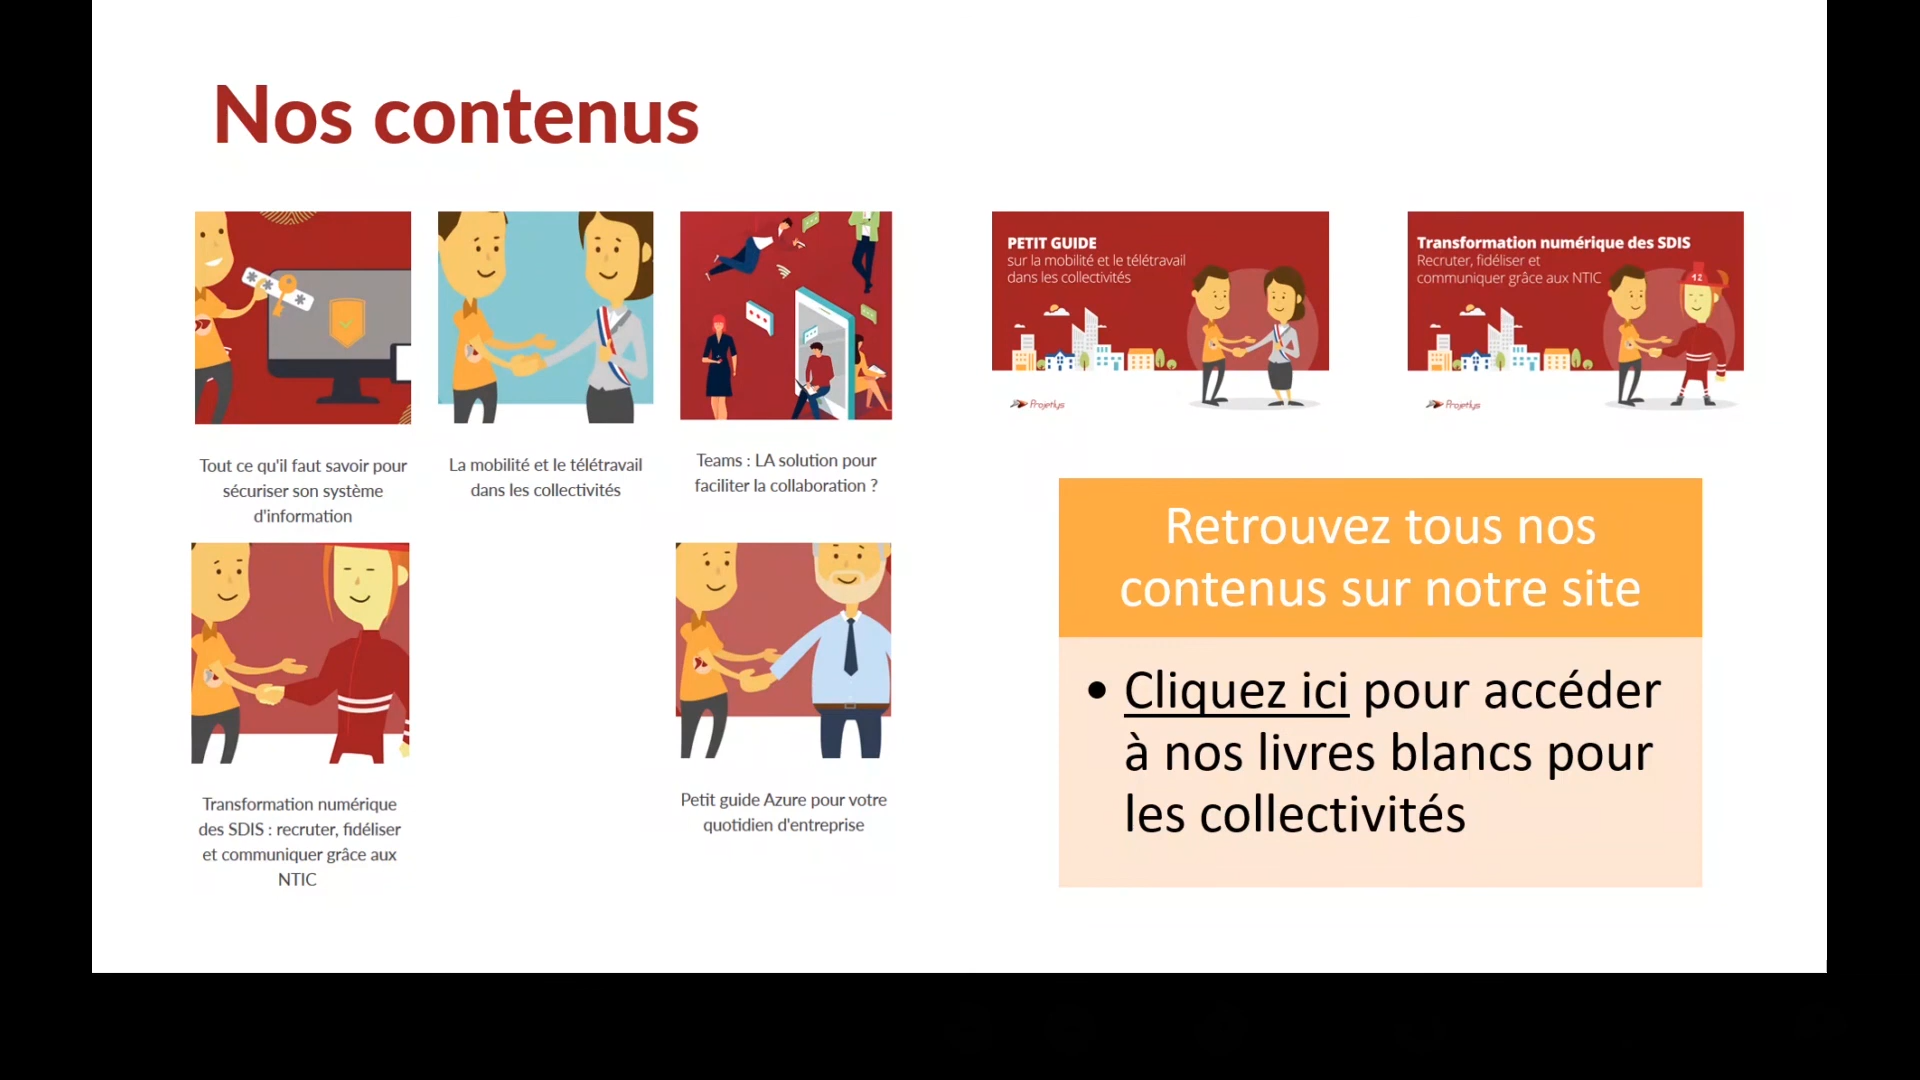 Nos contenus
Tout ce qu'il faut savoir pour
sécuriser son système
d'information
La mobilité et le télétravail
dans les collectivités
Teams : LA solution pour
faciliter la collaboration ?
Transformation numérique
des SDIS : recruter, fidéliser
et communiquer grâce aux
NTIC
Petit guide Azure pour votre
quotidien d'entreprise
PETIT GUIDE
sur la mobilité et le télétravail
dans les collectivités
Projetlys
Transformation numérique des SDIS
Recruter, fidéliser et
communiquer grâce aux NTIC
12
Projetlys
Retrouvez tous nos
contenus sur notre site
• Cliquez ici pour accéder
à nos livres blancs pour
les collectivités